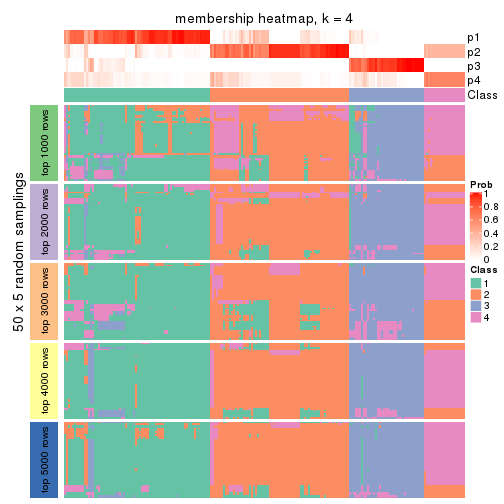 membership heatmap, k = 4
p1
p2
p3
p4
Class
50 x 5 random samplings
top 1000 rows
top 2000 rows
top 3000 rows
top 4000 rows
top 5000 rows
Prob
1
0.8
0.6
0.4
0.2
0
Class
1
2
3
4